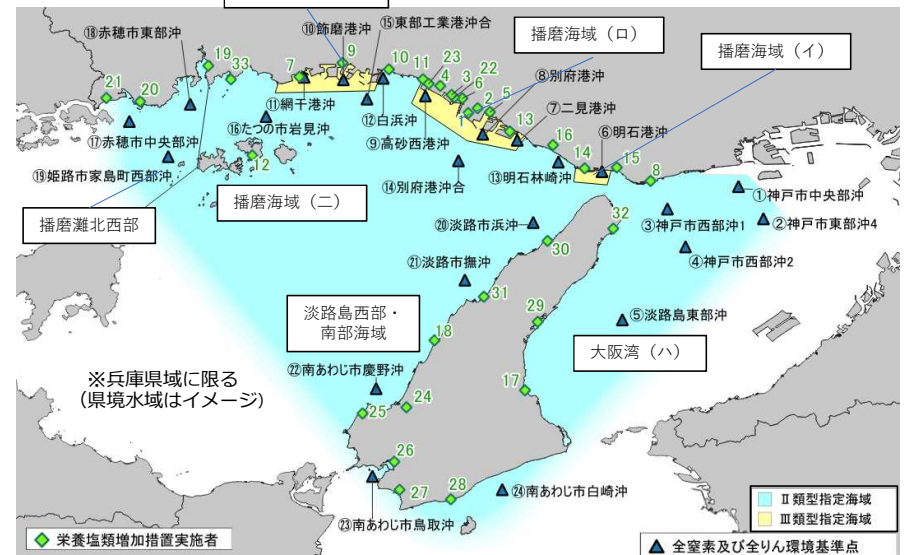 ⑱赤穂市東部沖
19
33
⑩飾磨港沖
9
⑮東部工業港沖合
10
播磨海域（ロ）
播磨海域（イ）
21
20
7
11
23
4
3
22
6
2
5
1
⑧別府港沖
⑦二見港沖
13
⑪網干港沖
⑫白浜沖
⑯たつの市岩見沖
⑰赤穂市中央部沖
⑨高砂西港沖
16
⑥明石港沖
14
15
8
⑲姫路市家島町西部沖
12
⑭別府港沖合
⑬明石林崎沖
①神戸市中央部沖
播磨灘北西部
播磨海域（二）
③神戸市西部沖1
②神戸市東部沖4
⑳淡路市浜沖
32
30
④神戸市西部沖2
㉑淡路市撫沖
31
29
淡路島西部・
南部海域
⑤淡路島東部沖
18
大阪湾（ハ）
※兵庫県域に限る
（県境水域はイメージ）
㉒南あわじ市慶野沖
17
24
25
26
27
28
㉔南あわじ市白崎沖
㉓南あわじ市鳥取沖
Ⅱ類型指定海域
Ⅲ類型指定海域
栄養塩類増加措置実施者
全窒素及び全りん環境基準点